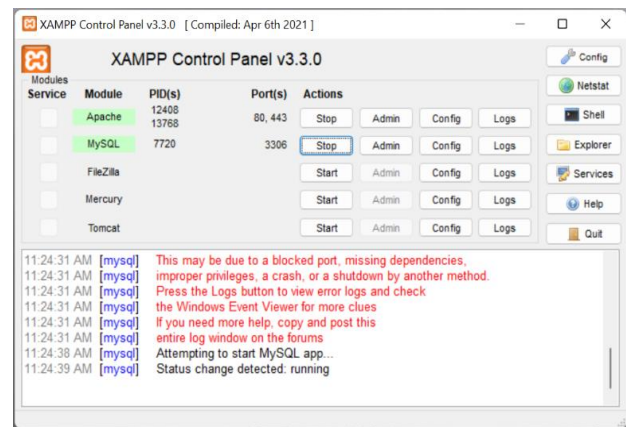 XAMPP Control Panel v3.3.0 [ Compiled: Apr 6th 2021 ]
XAMPP Control Panel v3.3.0
Config
Modules
Netstat
Service Module PID(s) Port(s) Actions
Apache 12408 13768 80, 443 Stop Admin Config Logs
Shell
MySQL 7720 3306 Stop Admin Config Logs
Explorer
FileZilla Start Admin Config Logs
Services
Mercury Start Admin Config Logs
Help
Tomcat Start Admin Config Logs
Quit
11:24:31 AM [mysql] This may be due to a blocked port, missing dependencies,
11:24:31 AM [mysql] improper privileges, a crash, or a shutdown by another method.
11:24:31 AM [mysql] Press the Logs button to view error logs and check
11:24:31 AM [mysql] the Windows Event Viewer for more clues
11:24:31 AM [mysql] If you need more help, copy and post this
11:24:31 AM [mysql] entire log window on the forums
11:24:38 AM [mysql] Attempting to start MySQL app...
11:24:39 AM [mysql] Status change detected: running